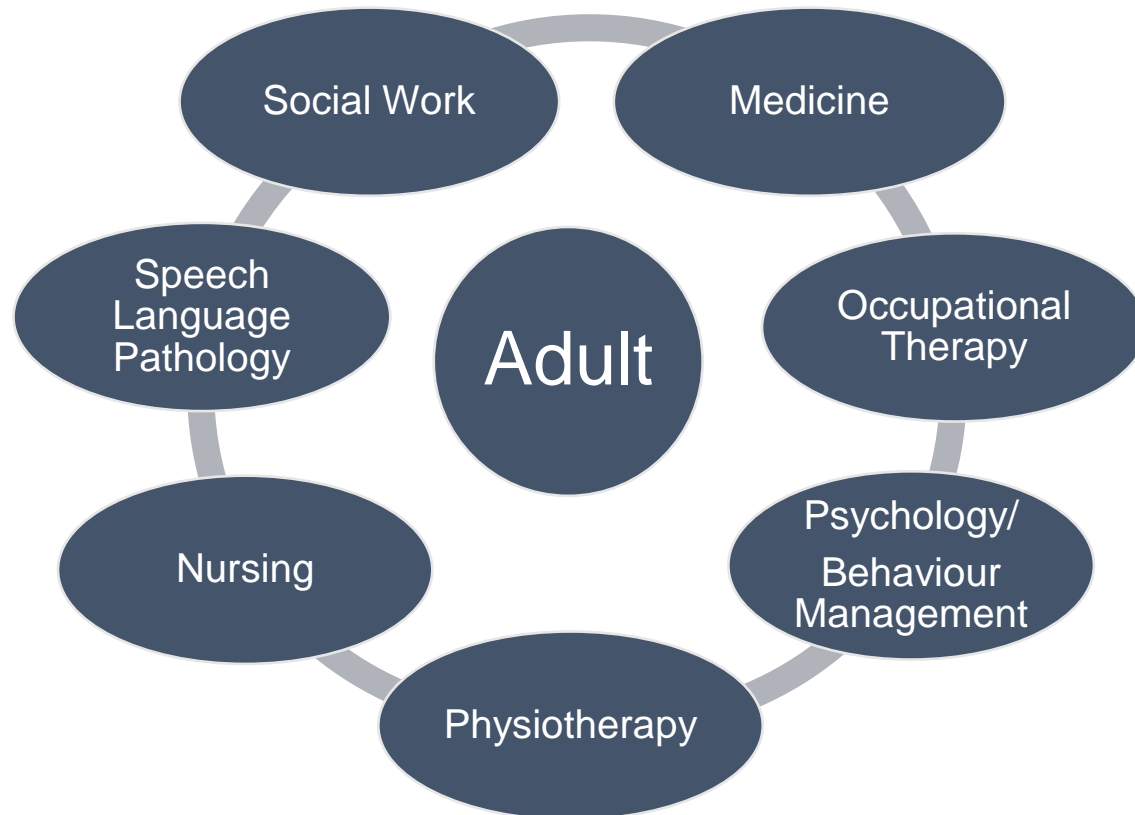 Social Work
Medicine
Speech
Language
Pathology
Adult
Occupational
Therapy
Nursing
Psychology/
Behaviour
Management
Physiotherapy